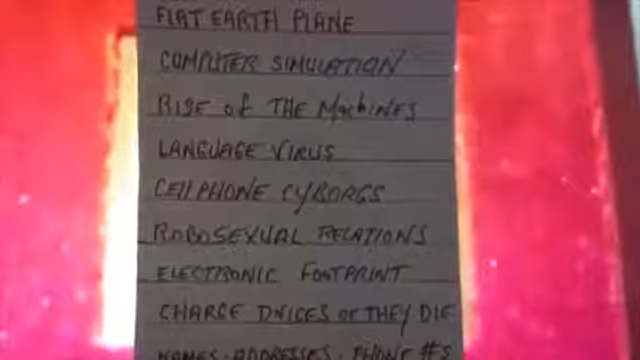 FLAT EARTH PLANE
COMPUTER SIMULATION
RISE of THE MachINES
LANGUAGE VIRUS
CEllPHONE CYBORGS
ROBOSEXUAL RELATIONS
ELECTRONIC FOOTPRINT
CHARGE DVICES or THEY DIE
NAMES - ADDRESSES - PHONE #S